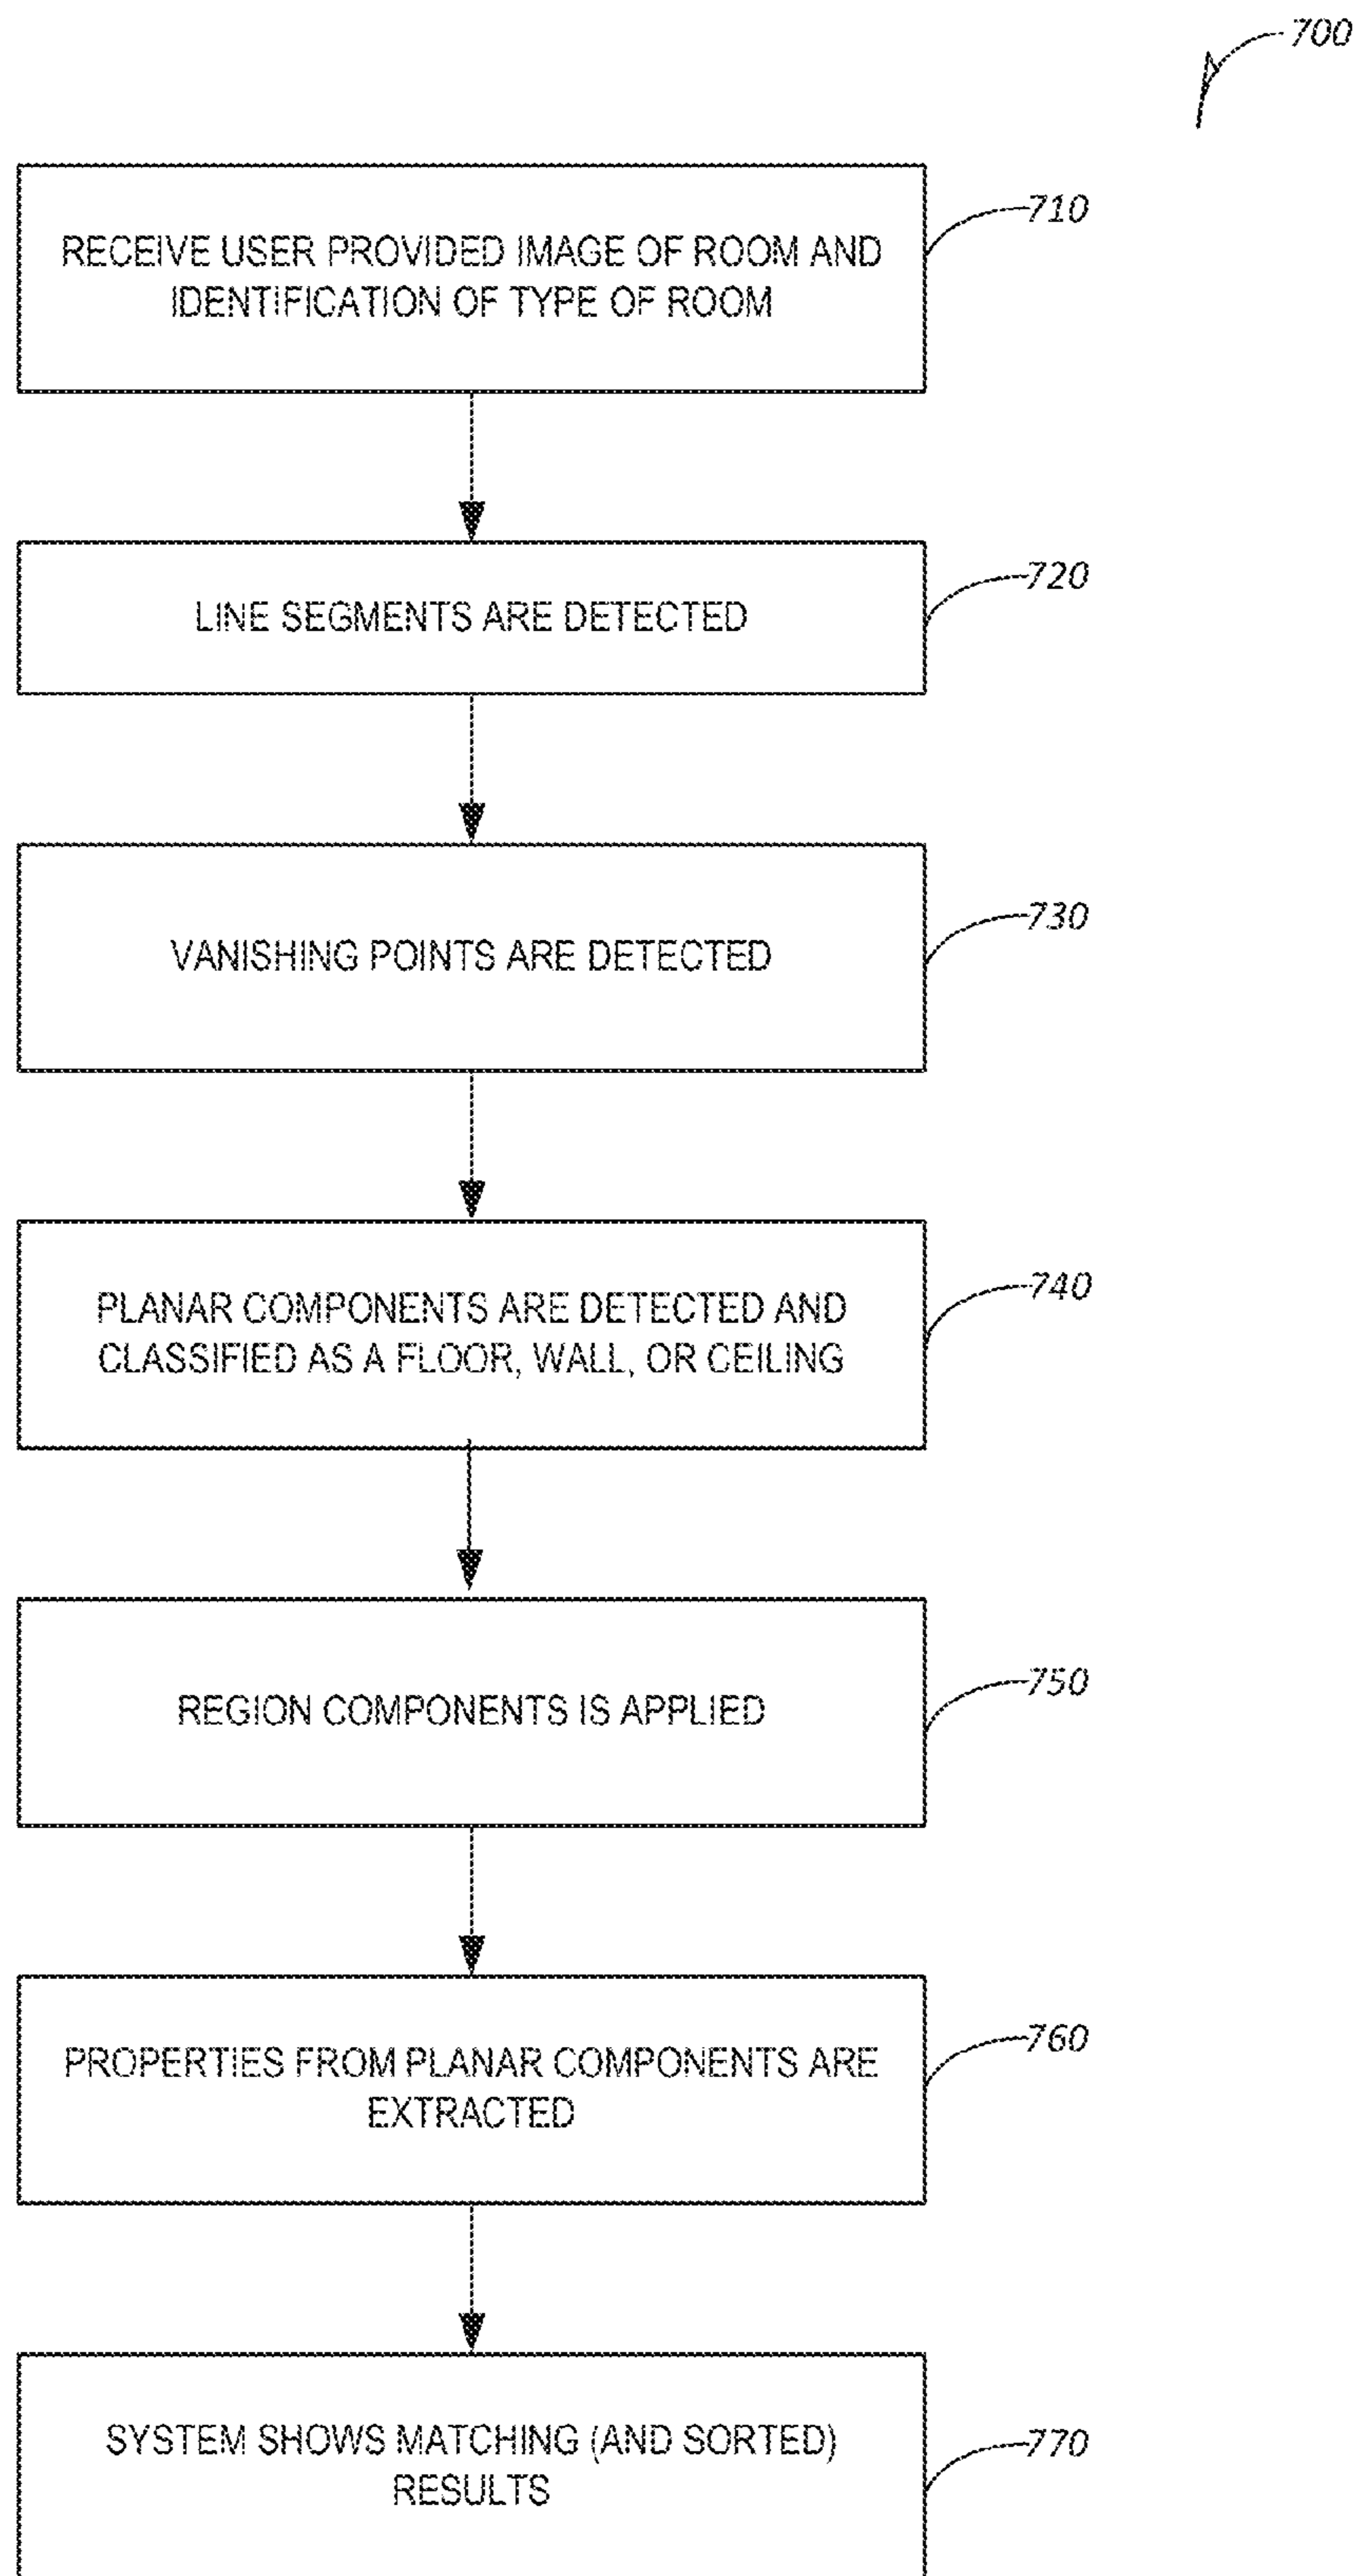 700
RECEIVE USER PROVIDED IMAGE OF ROOM AND
IDENTIFICATION OF TYPE OF ROOM
710
LINE SEGMENTS ARE DETECTED
720
VANISHING POINTS ARE DETECTED
730
PLANAR COMPONENTS ARE DETECTED AND
CLASSIFIED AS A FLOOR, WALL, OR CEILING
740
REGION COMPONENTS IS APPLIED
750
PROPERTIES FROM PLANAR COMPONENTS ARE
EXTRACTED
760
SYSTEM SHOWS MATCHING (AND SORTED)
RESULTS
770